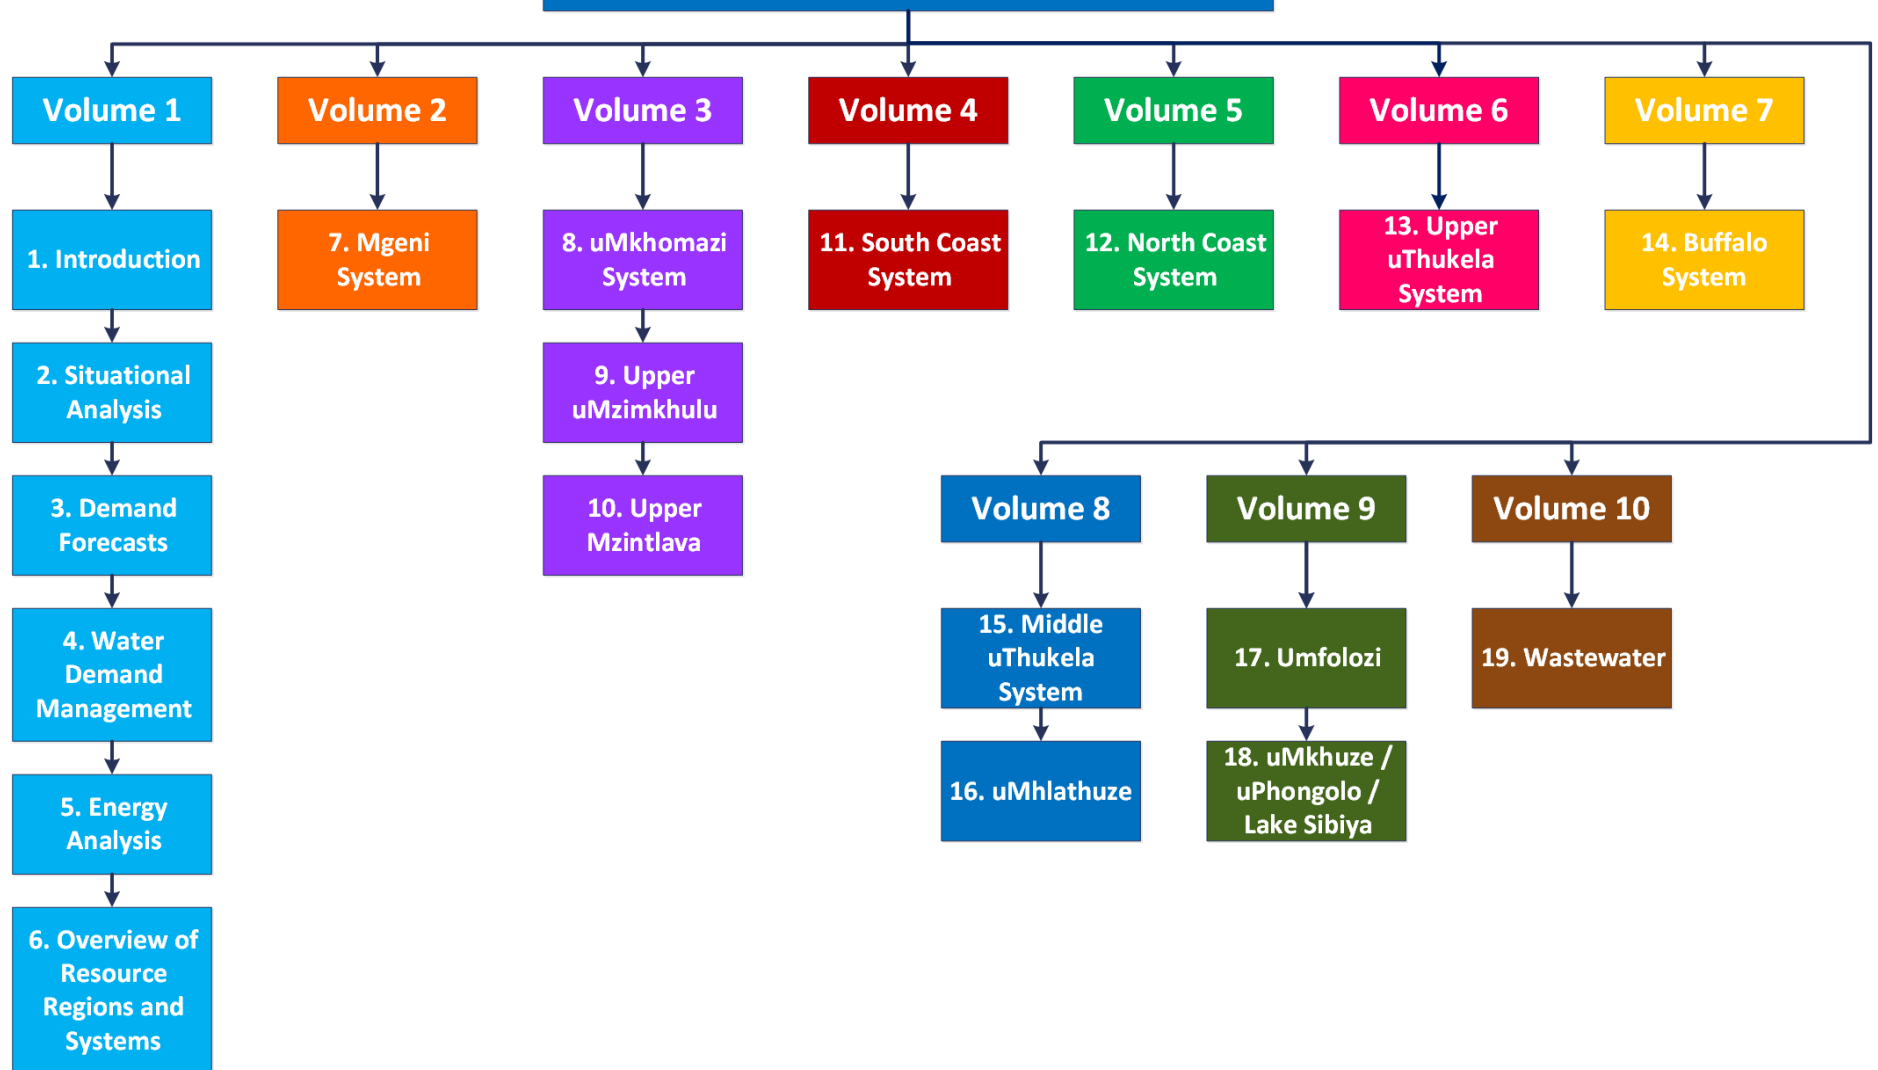 Volume 1
Volume 2
Volume 3
Volume 4
Volume 5
Volume 6
Volume 7
1. Introduction
7. Mgeni
System
8. uMkhomazi
System
11. South Coast
System
12. North Coast
System
13. Upper
uThukela
System
14. Buffalo
System
2. Situational
Analysis
9. Upper
uMzimkhulu
3. Demand
Forecasts
10. Upper
Mzintlava
Volume 8
Volume 9
Volume 10
4. Water
Demand
Management
15. Middle
uThukela
System
17. Umfolozi
19. Wastewater
5. Energy
Analysis
16. uMhlathuze
18. uMkhuze /
uPhongolo /
Lake Sibiya
6. Overview of
Resource
Regions and
Systems